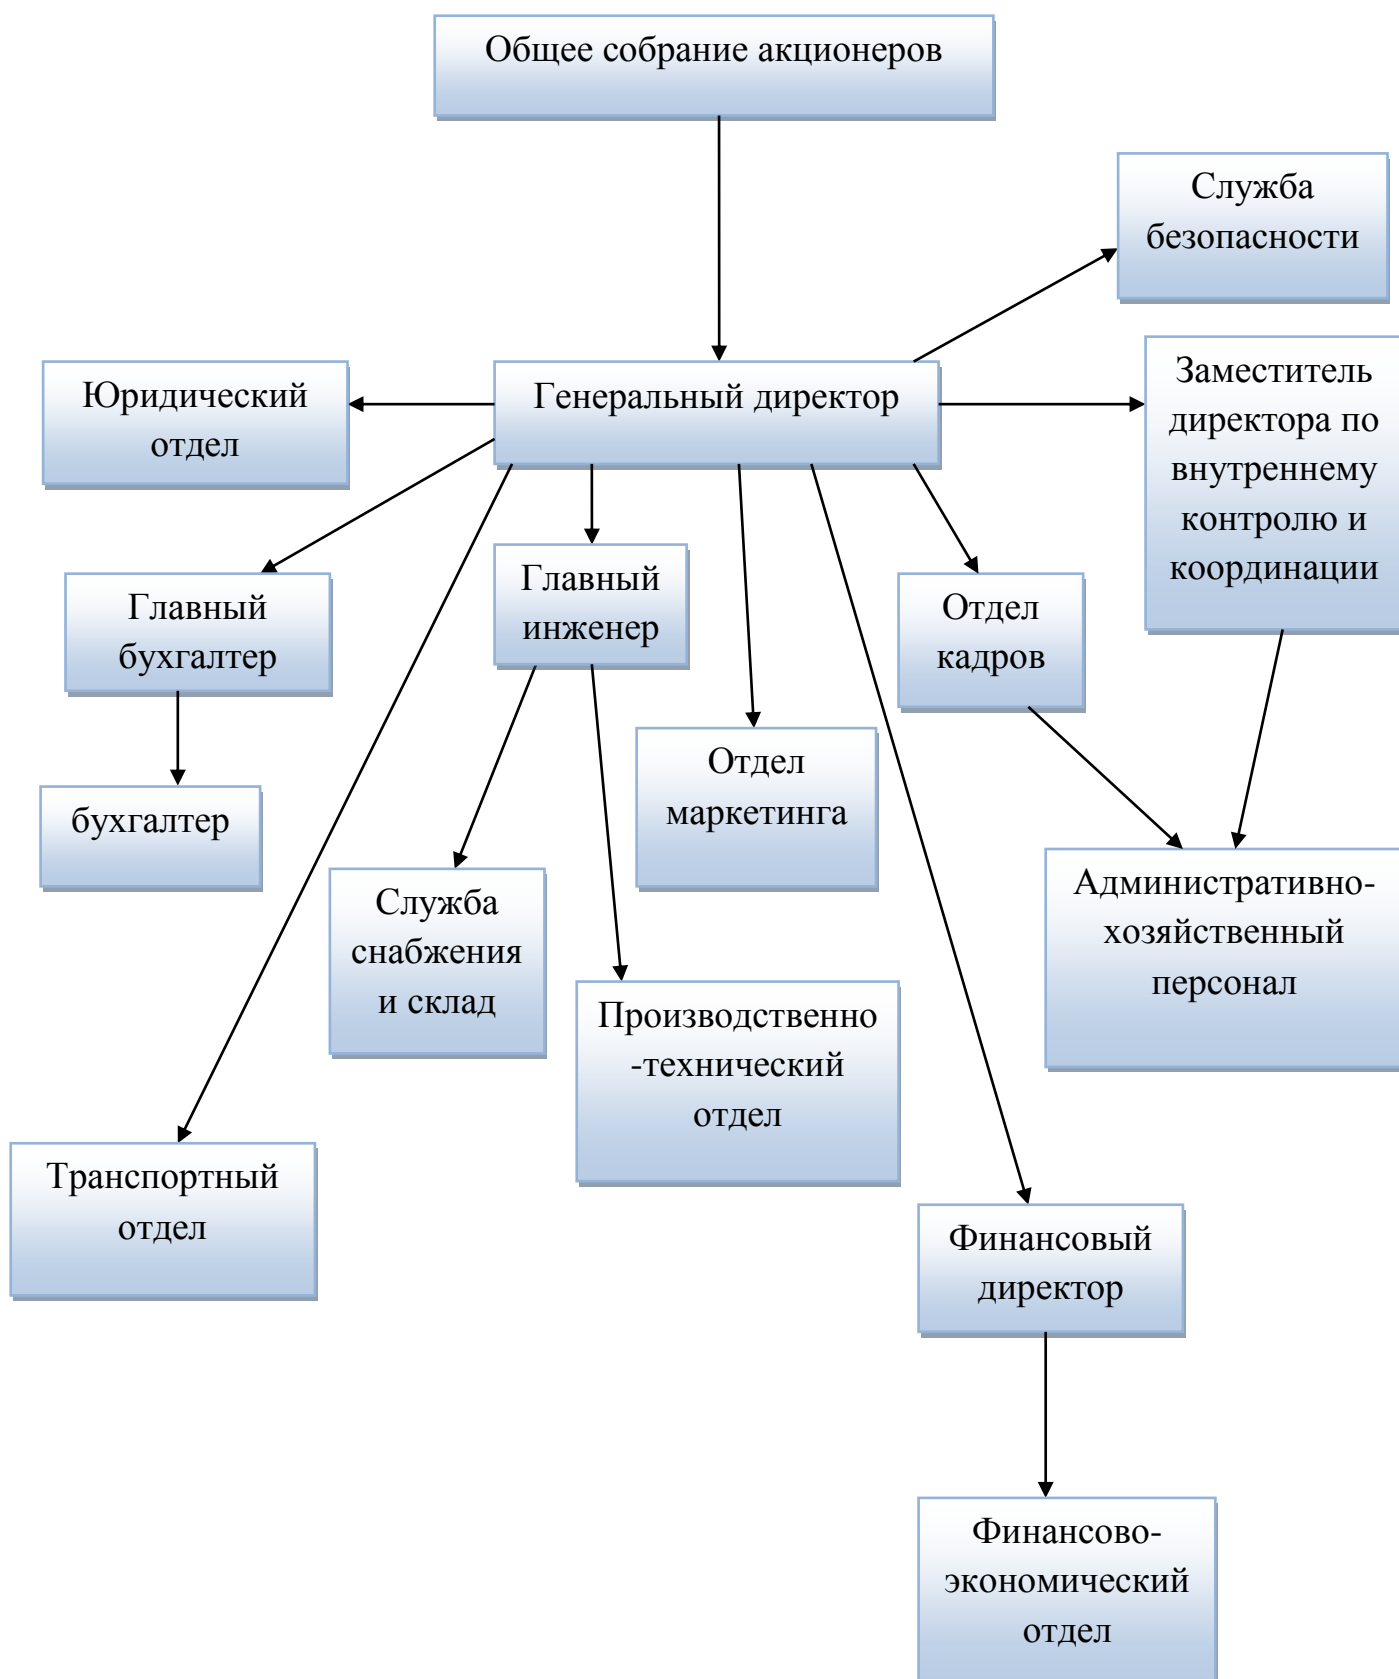 Общее собрание акционеров
Служба
безопасности
Юридический
отдел
Генеральный директор
Заместитель
директора по
внутреннему
контролю и
координации
Главный
бухгалтер
Главный
инженер
Отдел
кадров
бухгалтер
Отдел
маркетинга
Служба
снабжения
и склад
Административно-
хозяйственный
персонал
Производственно
-технический
отдел
Транспортный
отдел
Финансовый
директор
Финансово-
экономический
отдел